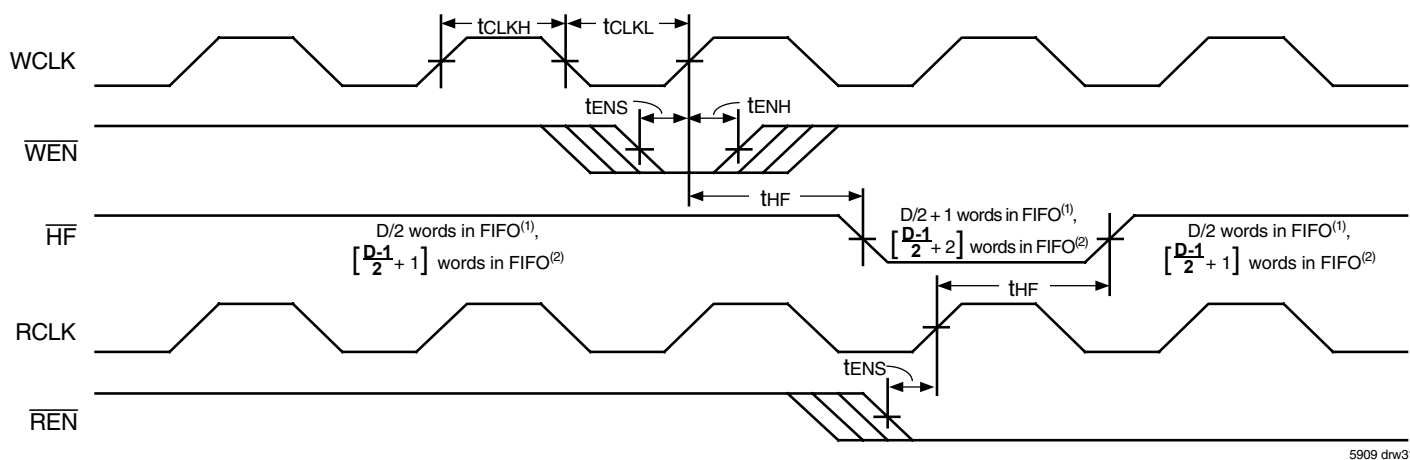 tCLKH tCLKL
WCLK
tENS tENH
WEN
tHF
HF
D/2 words in FIFO(1),
[D-1/2 + 1] words in FIFO(2)
D/2 + 1 words in FIFO(1),
[D-1/2 + 2] words in FIFO(2)
D/2 words in FIFO(1),
[D-1/2 + 1] words in FIFO(2)
tHF
RCLK
tENS
REN
5909 drw3